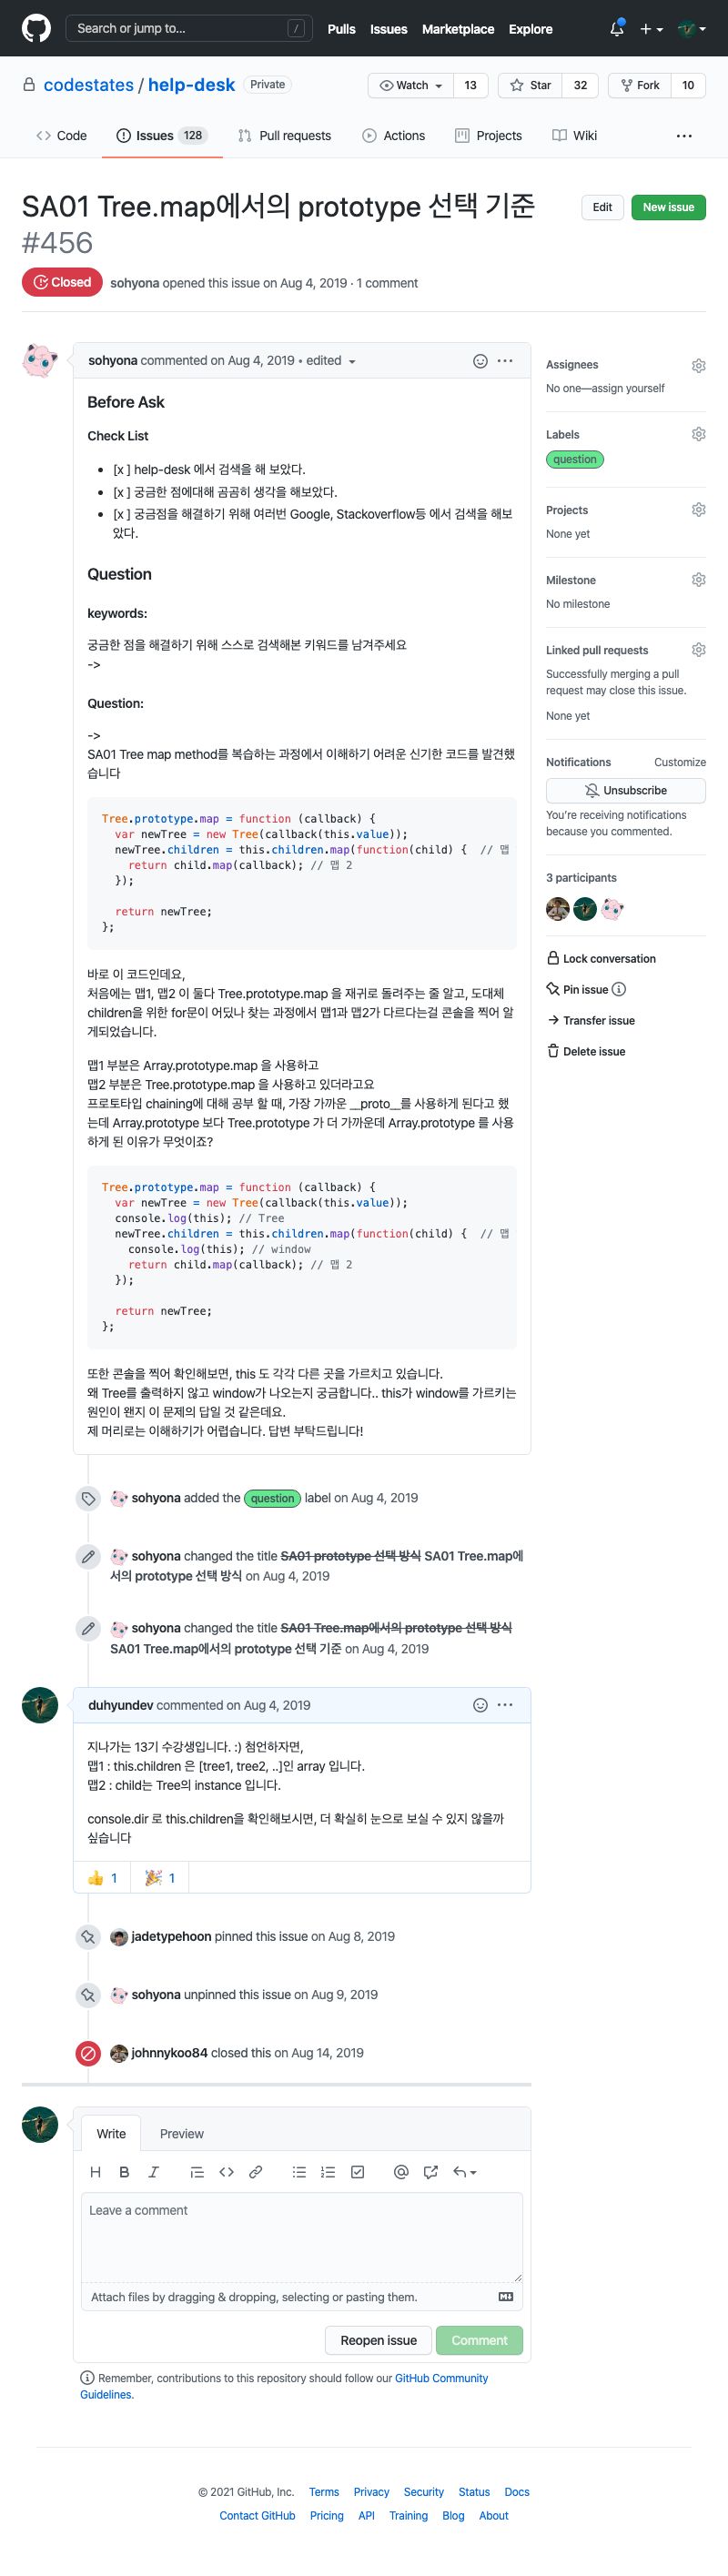 Search or jump to...
/
Pulls Issues Marketplace Explore
codestates / help-desk Private
Watch 13 Star 32 Fork 10
Code Issues 128 Pull requests Actions Projects Wiki ...
SA01 Tree.map에서의 prototype 선택 기준
#456
Edit New issue
Closed sohyona opened this issue on Aug 4, 2019 · 1 comment
sohyona commented on Aug 4, 2019 • edited
Before Ask
Check List
• [x ] help-desk 에서 검색을 해 보았다.
• [x ] 궁금한 점에대해 곰곰히 생각을 해보았다.
• [x ] 궁금점을 해결하기 위해 여러번 Google, Stackoverflow등 에서 검색을 해보
았다.
Question
keywords:
궁금한 점을 해결하기 위해 스스로 검색해본 키워드를 남겨주세요
->
Question:
->
SA01 Tree map method를 복습하는 과정에서 이해하기 어려운 신기한 코드를 발견했
습니다
Tree.prototype.map = function (callback) {
var newTree = new Tree(callback(this.value));
newTree.children = this.children.map(function(child) { // 맵
return child.map(callback); // 맵 2
});
return newTree;
};
바로 이 코드인데요,
처음에는 맵1, 맵2 이 둘다 Tree.prototype.map 을 재귀로 돌려주는 줄 알고, 도대체
children을 위한 for문이 어딨나 찾는 과정에서 맵1과 맵2가 다르다는걸 콘솔을 찍어 알
게되었습니다.
맵1 부분은 Array.prototype.map 을 사용하고
맵2 부분은 Tree.prototype.map 을 사용하고 있더라고요
프로토타입 chaining에 대해 공부 할 때, 가장 가까운 __proto__를 사용하게 된다고 했
는데 Array.prototype 보다 Tree.prototype 가 더 가까운데 Array.prototype 를 사용
하게 된 이유가 무엇이죠?
Tree.prototype.map = function (callback) {
var newTree = new Tree(callback(this.value));
console.log(this); // Tree
newTree.children = this.children.map(function(child) { // 맵
console.log(this); // window
return child.map(callback); // 맵 2
});
return newTree;
};
또한 콘솔을 찍어 확인해보면, this 도 각각 다른 곳을 가르치고 있습니다.
왜 Tree를 출력하지 않고 window가 나오는지 궁금합니다.. this가 window를 가르키는
원인이 왠지 이 문제의 답일 것 같은데요.
제 머리로는 이해하기가 어렵습니다. 답변 부탁드립니다!
Assignees
No one—assign yourself
Labels
question
Projects
None yet
Milestone
No milestone
Linked pull requests
Successfully merging a pull
request may close this issue.
None yet
Notifications Customize
Unsubscribe
You're receiving notifications
because you commented.
3 participants
Lock conversation
Pin issue
Transfer issue
Delete issue
sohyona added the question label on Aug 4, 2019
sohyona changed the title SA01 prototype 선택 방식 SA01 Tree.map에
서의 prototype 선택 방식 on Aug 4, 2019
sohyona changed the title SA01 Tree.map에서의 prototype 선택 방식
SA01 Tree.map에서의 prototype 선택 기준 on Aug 4, 2019
duhyundev commented on Aug 4, 2019
지나가는 13기 수강생입니다. :) 첨언하자면,
맵1 : this.children 은 [tree1, tree2, ..]인 array 입니다.
맵2 : child는 Tree의 instance 입니다.
console.dir 로 this.children을 확인해보시면, 더 확실히 눈으로 보실 수 있지 않을까
싶습니다
👍 1 🎉 1
jadetypehoon pinned this issue on Aug 8, 2019
sohyona unpinned this issue on Aug 9, 2019
johnnykoo84 closed this on Aug 14, 2019
Write Preview
Leave a comment
Attach files by dragging & dropping, selecting or pasting them.
Reopen issue Comment
Remember, contributions to this repository should follow our GitHub Community
Guidelines.
© 2021 GitHub, Inc. Terms Privacy Security Status Docs
Contact GitHub Pricing API Training Blog About